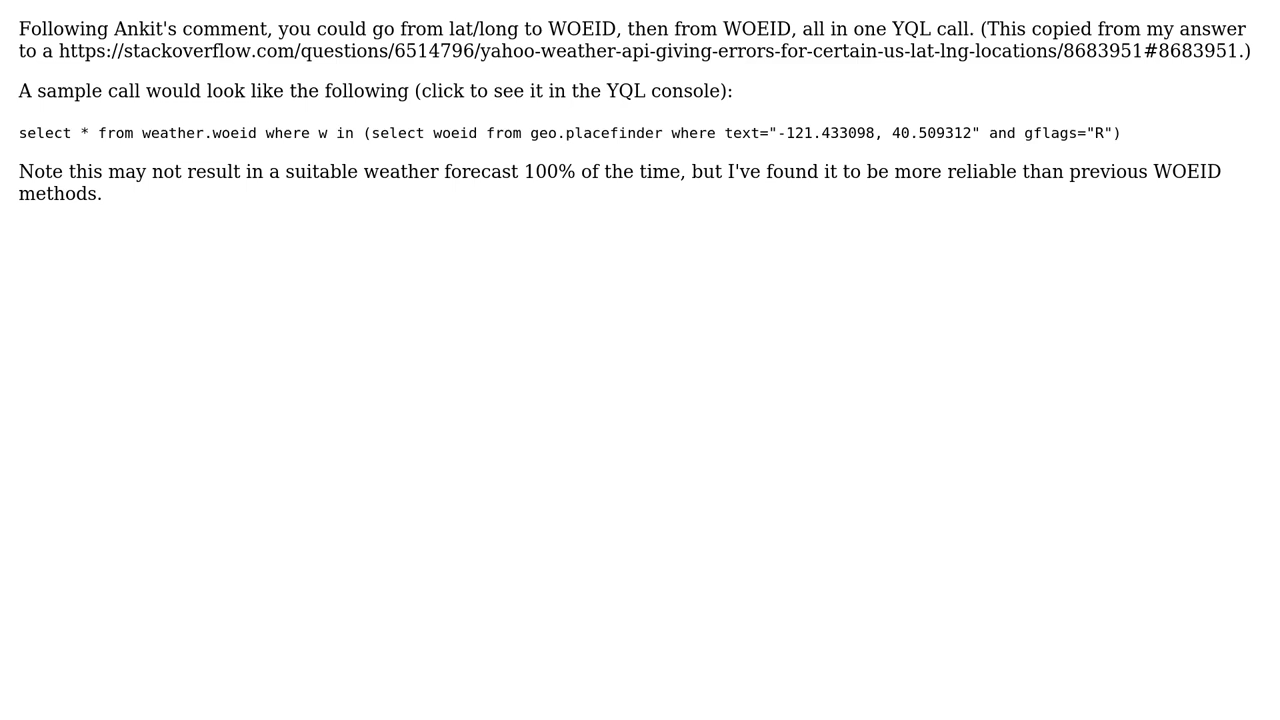 Following Ankit's comment, you could go from lat/long to WOEID, then from WOEID, all in one YQL call. (This copied from my answer
to a https://stackoverflow.com/questions/6514796/yahoo-weather-api-giving-errors-for-certain-us-lat-lng-locations/8683951#8683951.)
A sample call would look like the following (click to see it in the YQL console):
select * from weather.woeid where w in (select woeid from geo.placefinder where text="-121.433098, 40.509312" and gflags="R")
Note this may not result in a suitable weather forecast 100% of the time, but I've found it to be more reliable than previous WOEID
methods.